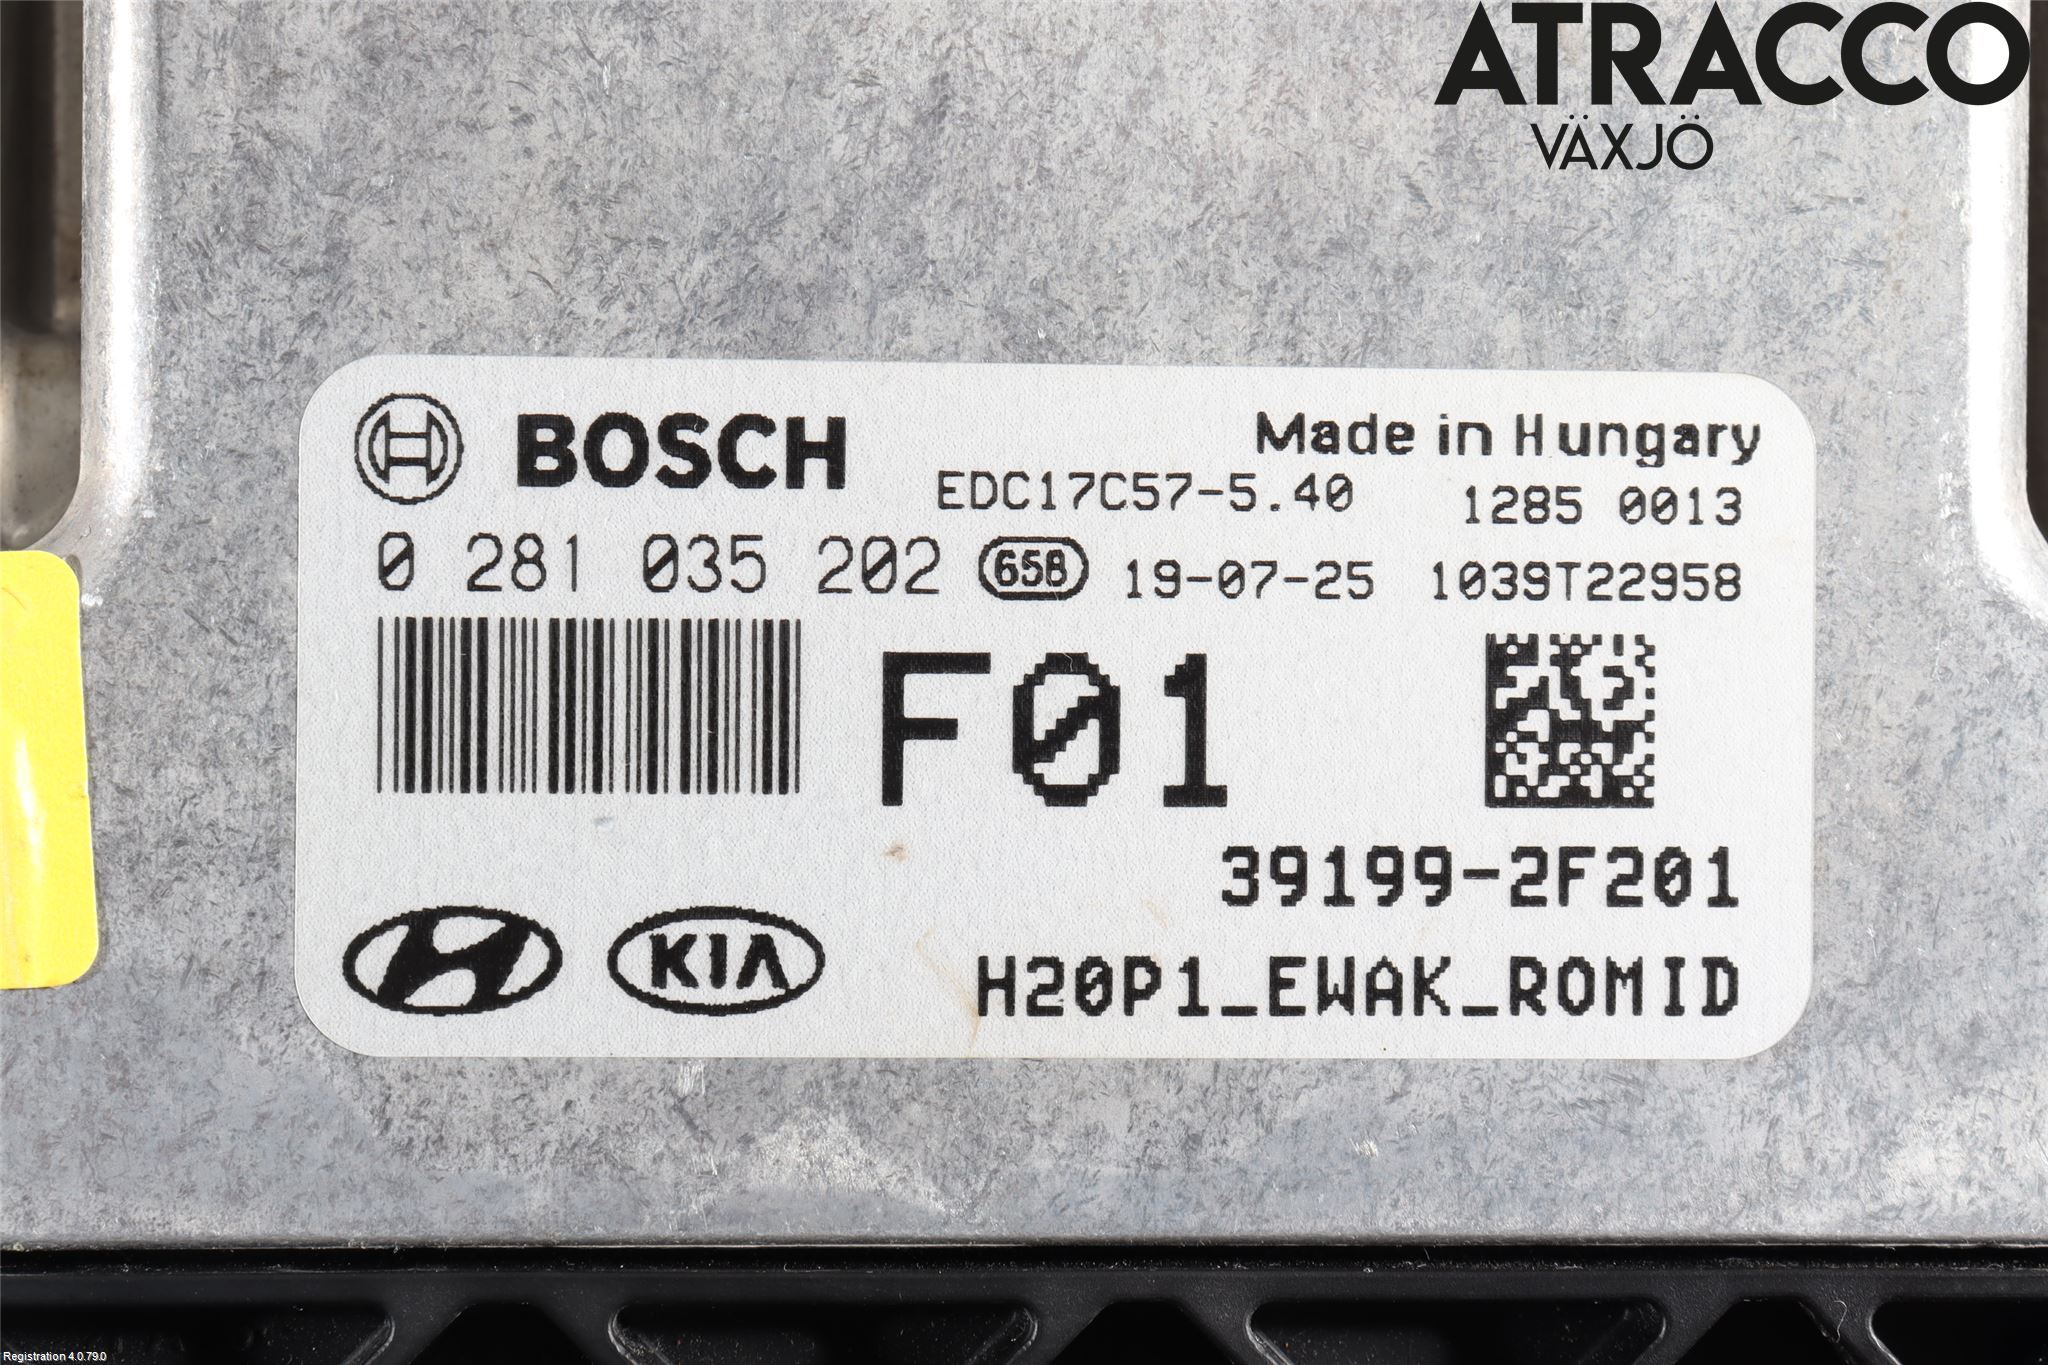 ATRACCO
VÄXJÖ
BOSCH
Made in Hungary
EDC17C57-5.40
1285 0013
0 281 035 202 658 19-07-25 1039T22958
F01
39199-2F201
KIA
H20P1_EWAK_ROMID
Registration 4.0.79.0